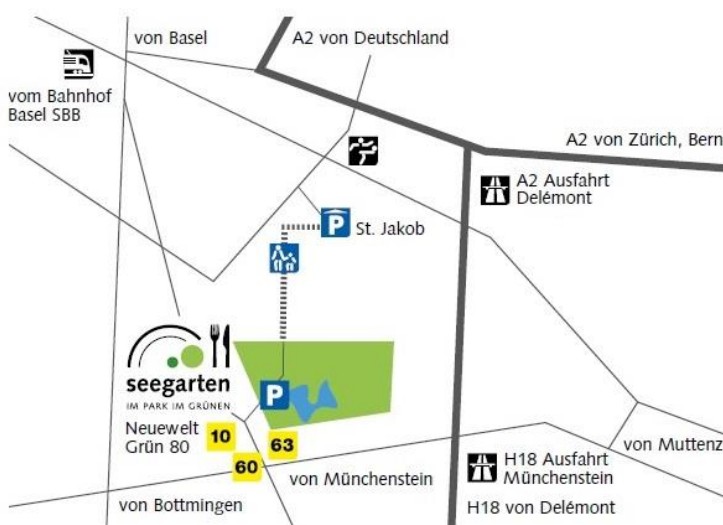 von Basel
A2 von Deutschland
vom Bahnhof
Basel SBB
A2 von Zürich, Bern
A2 Ausfahrt
Delémont
P
St. Jakob
seegarten
IM PARK IM GRÜNEN
P
Neuewelt
Grün 80
10
63
60
von Muttenz
von Münchenstein
H18 Ausfahrt
Münchenstein
von Bottmingen
H18 von Delémont